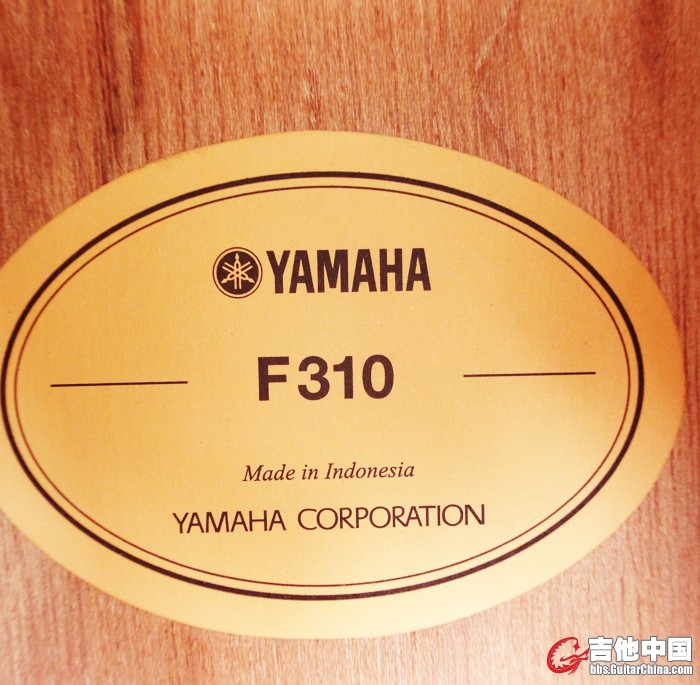 YAMAHA
F310
Made in Indonesia
YAMAHA CORPORATION
吉他中国
bbs.GuitarChina.com